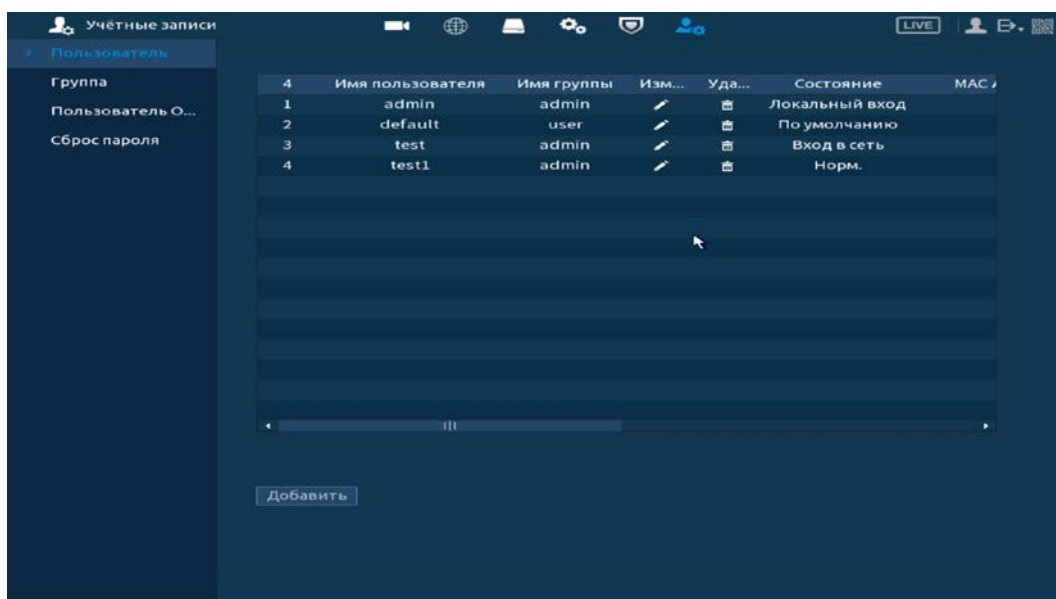 Учётные записи LIVE
Пользователь
Группа
Пользователь О...
Сброс пароля
4 Имя пользователя Имя группы Изм... Уда... Состояние MAC
1 admin admin Локальный вход
2 default user По умолчанию
3 test admin Вход в сеть
4 test1 admin Норм.
Добавить